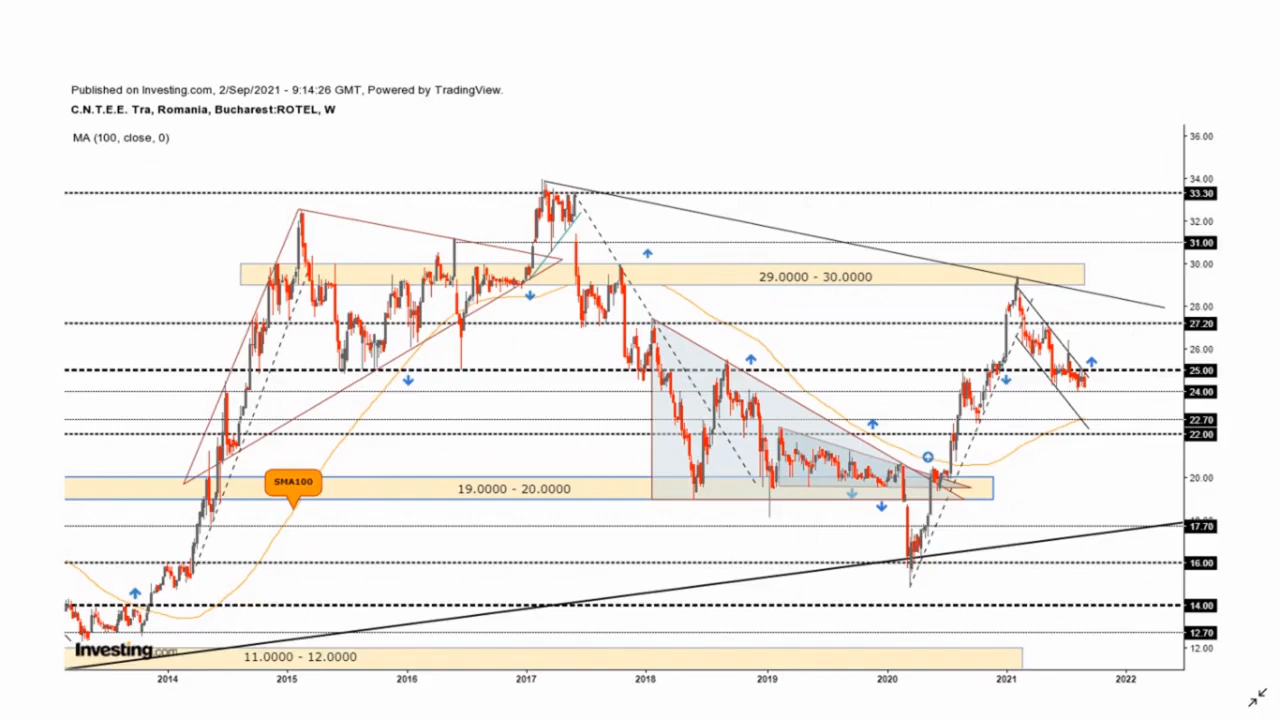 Published on Investing.com, 2/Sep/2021 - 9:14:26 GMT, Powered by TradingView.
C.N.T.E.E. Tra, Romania, Bucharest:ROTEL, W
MA (100, close, 0)
36.00
34.00
33.30
32.00
31.00
30.00
29.0000 - 30.0000
28.00
27.20
26.00
25.00
24.00
22.70
22.00
SMA100
20.00
19.0000 - 20.0000
17.70
16.00
14.00
12.70
Investing.com
12.00
11.0000 - 12.0000
2014 2015 2016 2017 2018 2019 2020 2021 2022